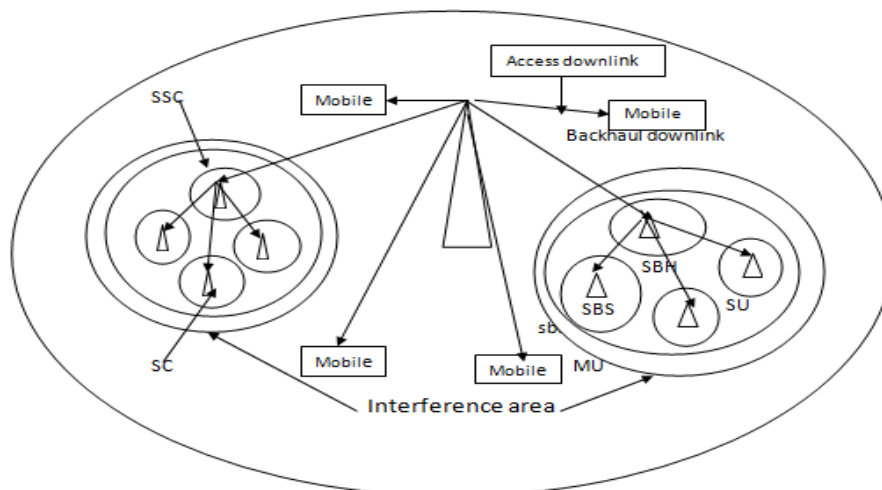 Access downlink
SSC
Mobile
Mobile
Backhaul downlink
SBH
SU
SBS
sb
SC
Mobile
Mobile
MU
Interference area